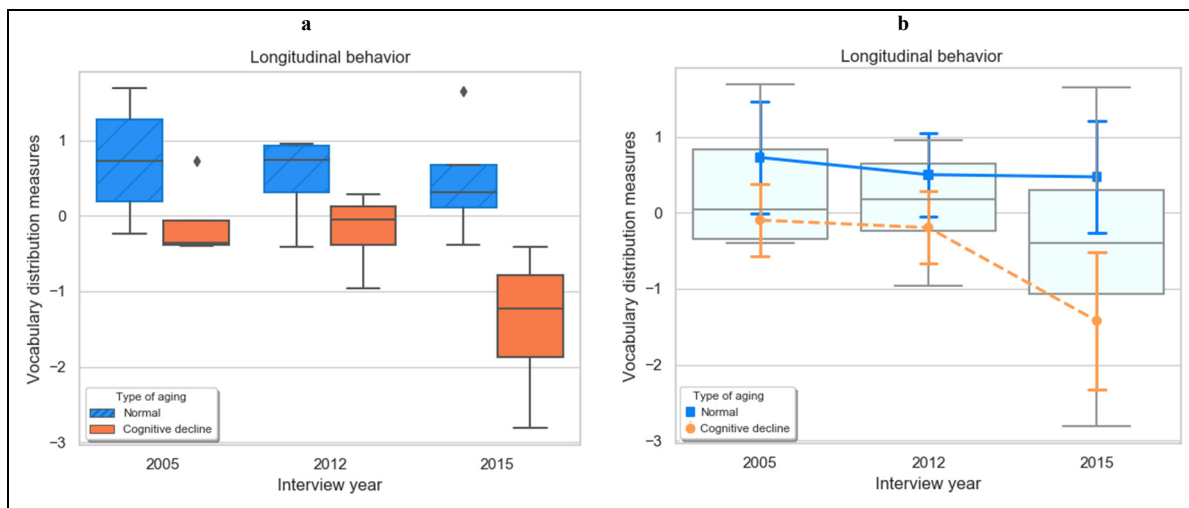 a
Longitudinal behavior
Vocabulary distribution measures
1
0
−1
−2
−3
Type of aging
Normal
Cognitive decline
2005
2012
2015
Interview year
b
Longitudinal behavior
Vocabulary distribution measures
1
0
−1
−2
−3
Type of aging
Normal
Cognitive decline
2005
2012
2015
Interview year